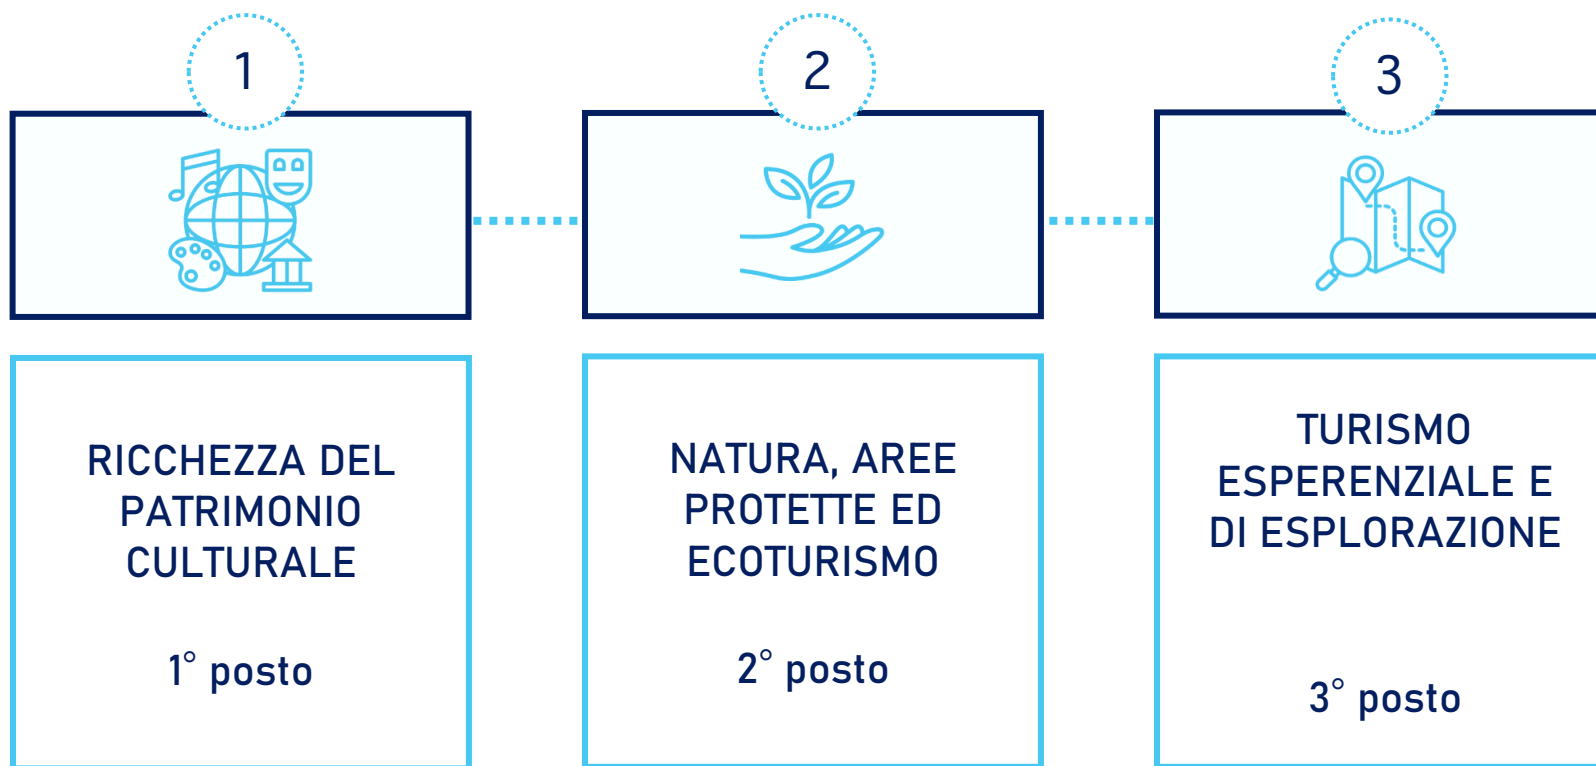 1
RICCHEZZA DEL
PATRIMONIO
CULTURALE
1° posto
2
NATURA, AREE
PROTETTE ED
ECOTURISMO
2° posto
3
TURISMO
ESPERENZIALE E
DI ESPLORAZIONE
3° posto